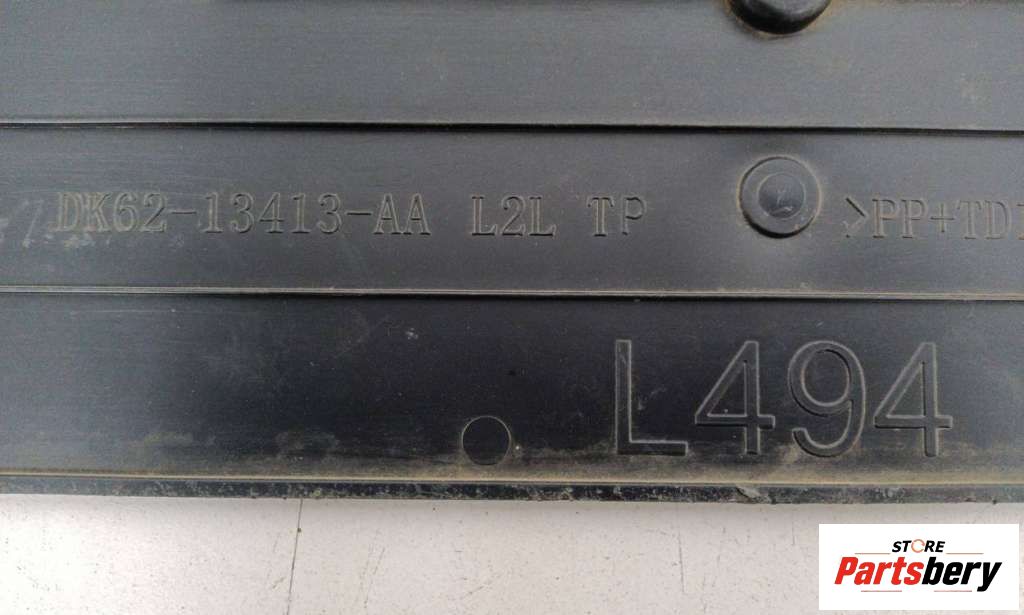 DK62-13413-AA L2L TP
>PP+TD
L494
STORE
Partsbery